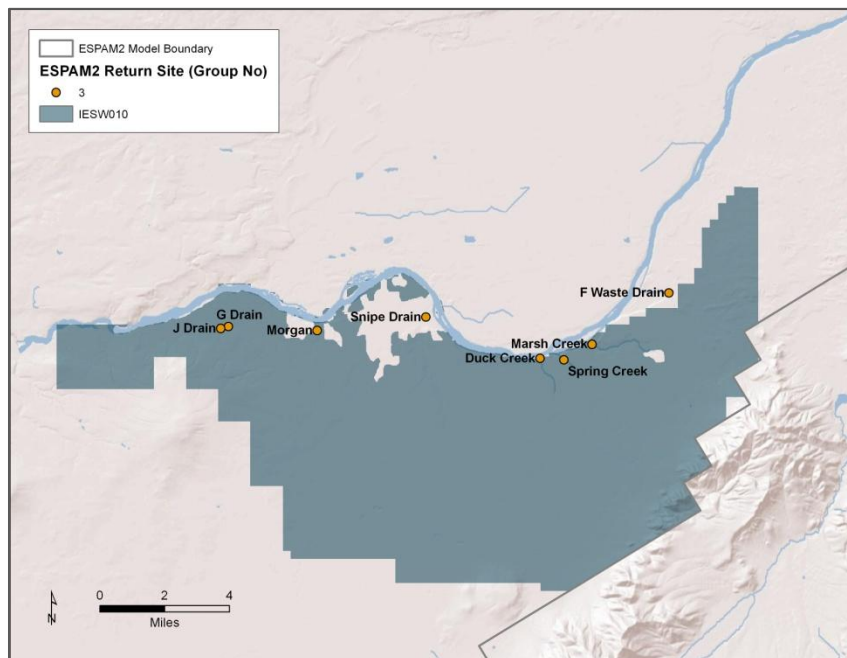 ESPAM2 Model Boundary
ESPAM2 Return Site (Group No)
3
IESW010
F Waste Drain
G Drain
J Drain
Morgan
Snipe Drain
Marsh Creek
Duck Creek
Spring Creek
N
0 2 4
Miles